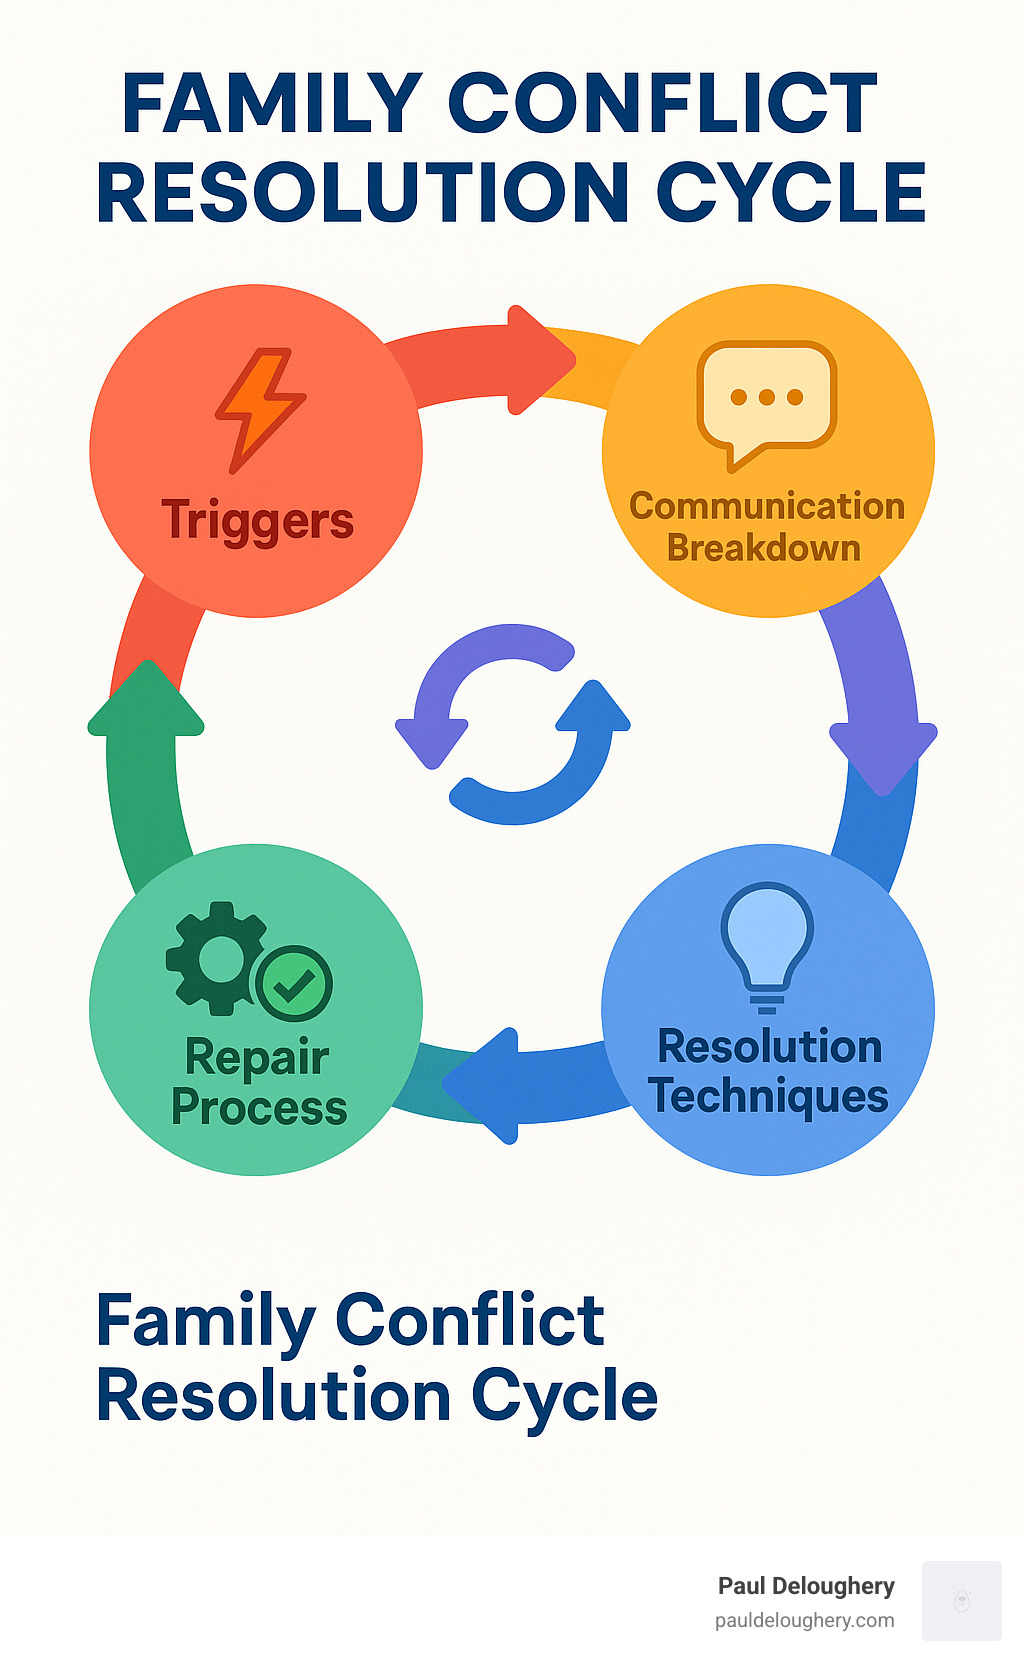 FAMILY CONFLICT
RESOLUTION CYCLE
Triggers
Communication
Breakdown
Repair
Process
Resolution
Techniques
Family Conflict
Resolution Cycle
Paul Deloughery
pauldeloughery.com